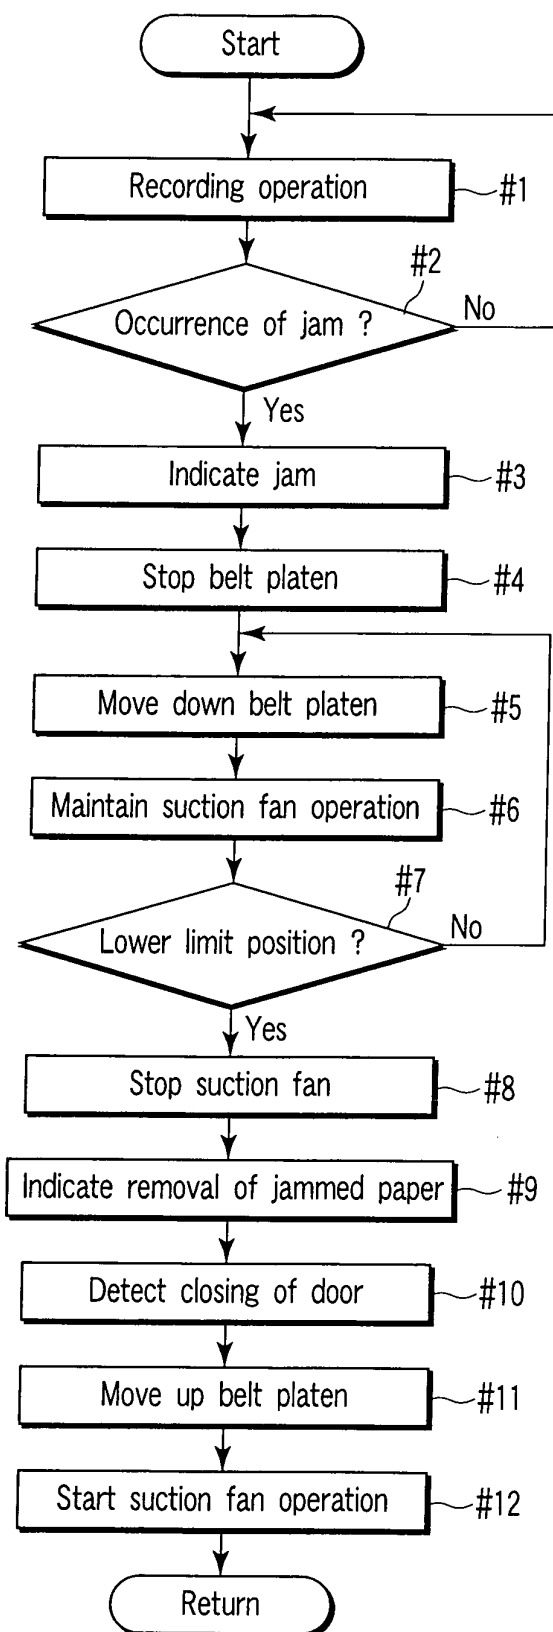 Start
Recording operation #1
#2
Occurrence of jam ? No
Yes
Indicate jam #3
Stop belt platen #4
Move down belt platen #5
Maintain suction fan operation #6
#7
Lower limit position ? No
Yes
Stop suction fan #8
Indicate removal of jammed paper #9
Detect closing of door #10
Move up belt platen #11
Start suction fan operation #12
Return